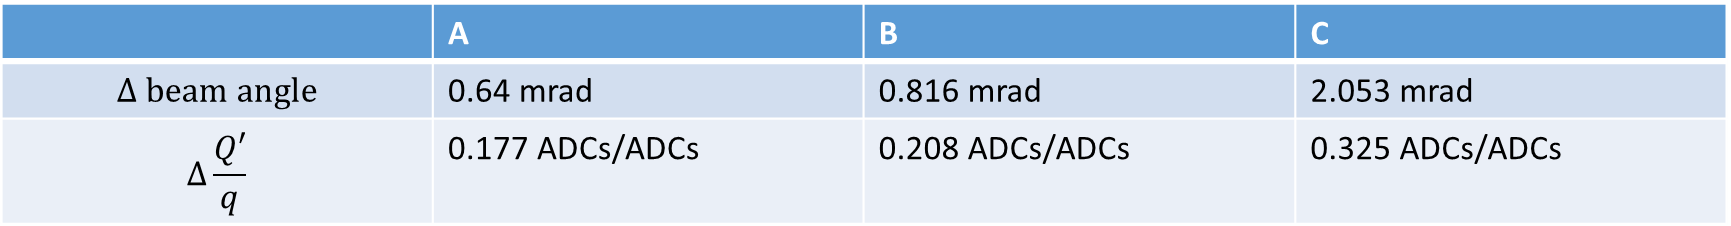 A B C
Δ beam angle 0.64 mrad 0.816 mrad 2.053 mrad
Δ Q′/q 0.177 ADCs/ADCs 0.208 ADCs/ADCs 0.325 ADCs/ADCs